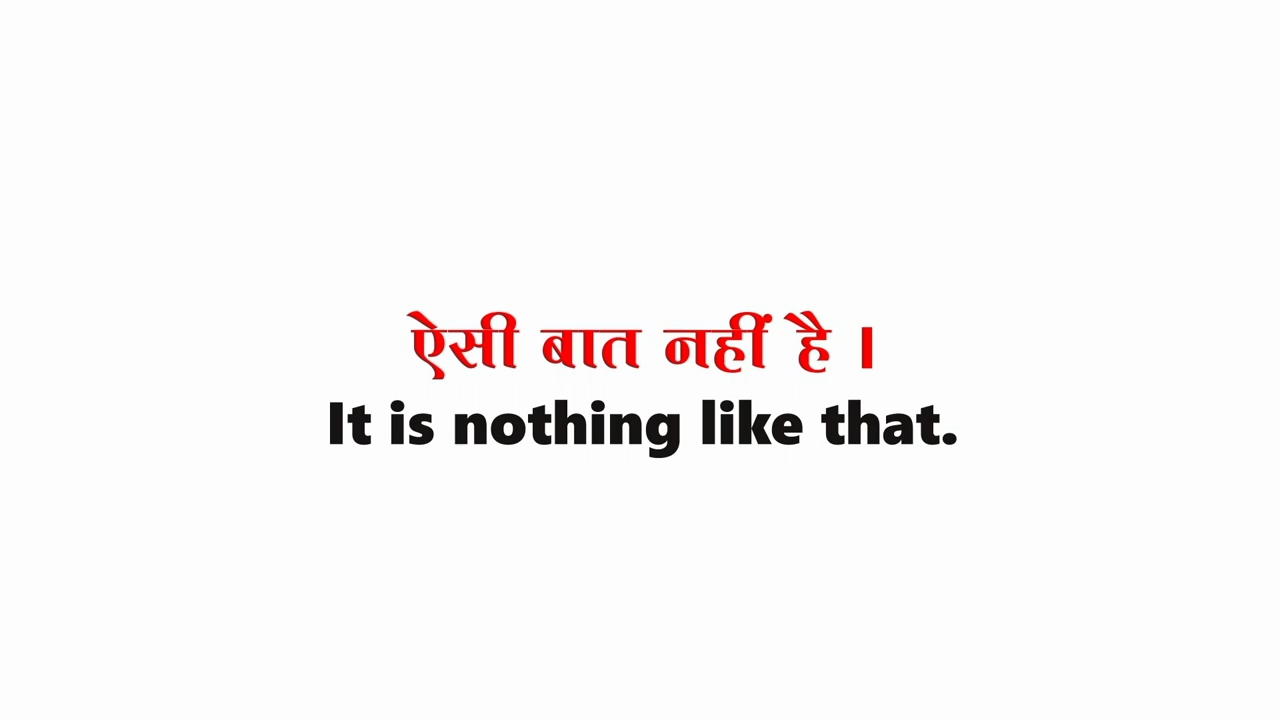 ऐसी बात नहीं है ।
It is nothing like that.